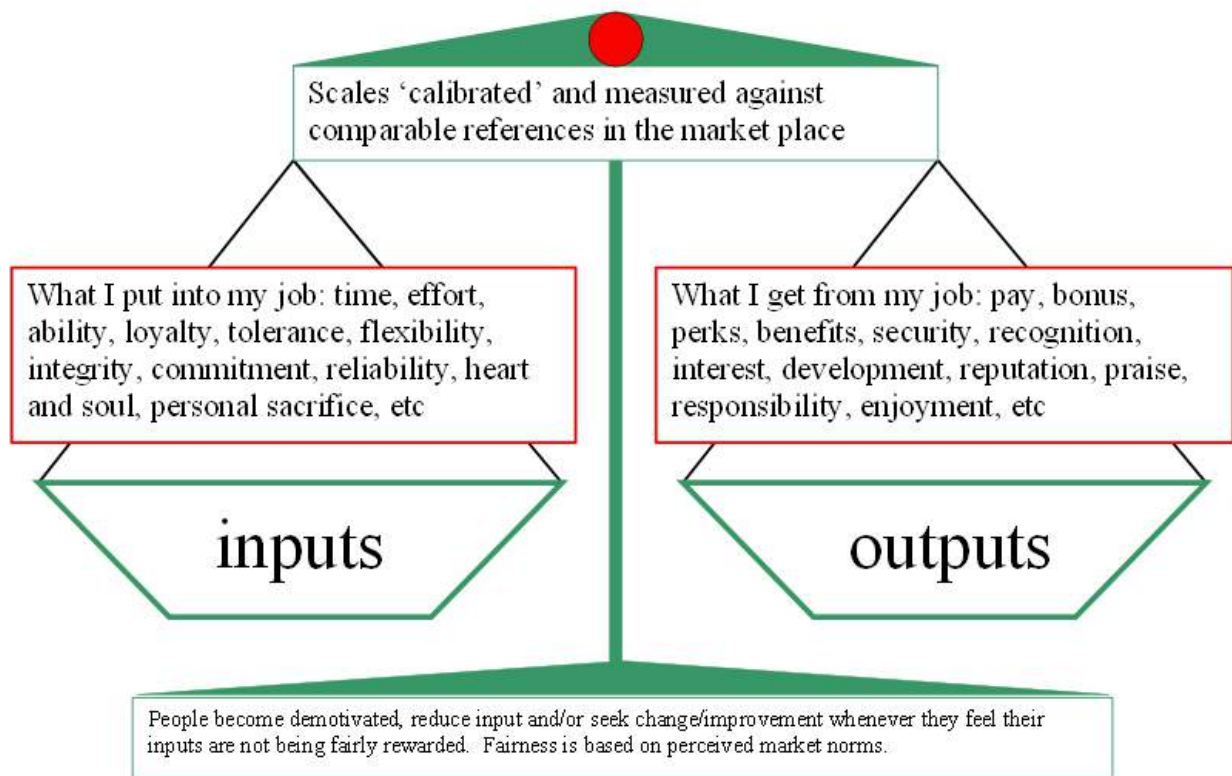 Scales ‘calibrated’ and measured against
comparable references in the market place
What I put into my job: time, effort,
ability, loyalty, tolerance, flexibility,
integrity, commitment, reliability, heart
and soul, personal sacrifice, etc
What I get from my job: pay, bonus,
perks, benefits, security, recognition,
interest, development, reputation, praise,
responsibility, enjoyment, etc
inputs
outputs
People become demotivated, reduce input and/or seek change/improvement whenever they feel their
inputs are not being fairly rewarded.  Fairness is based on perceived market norms.